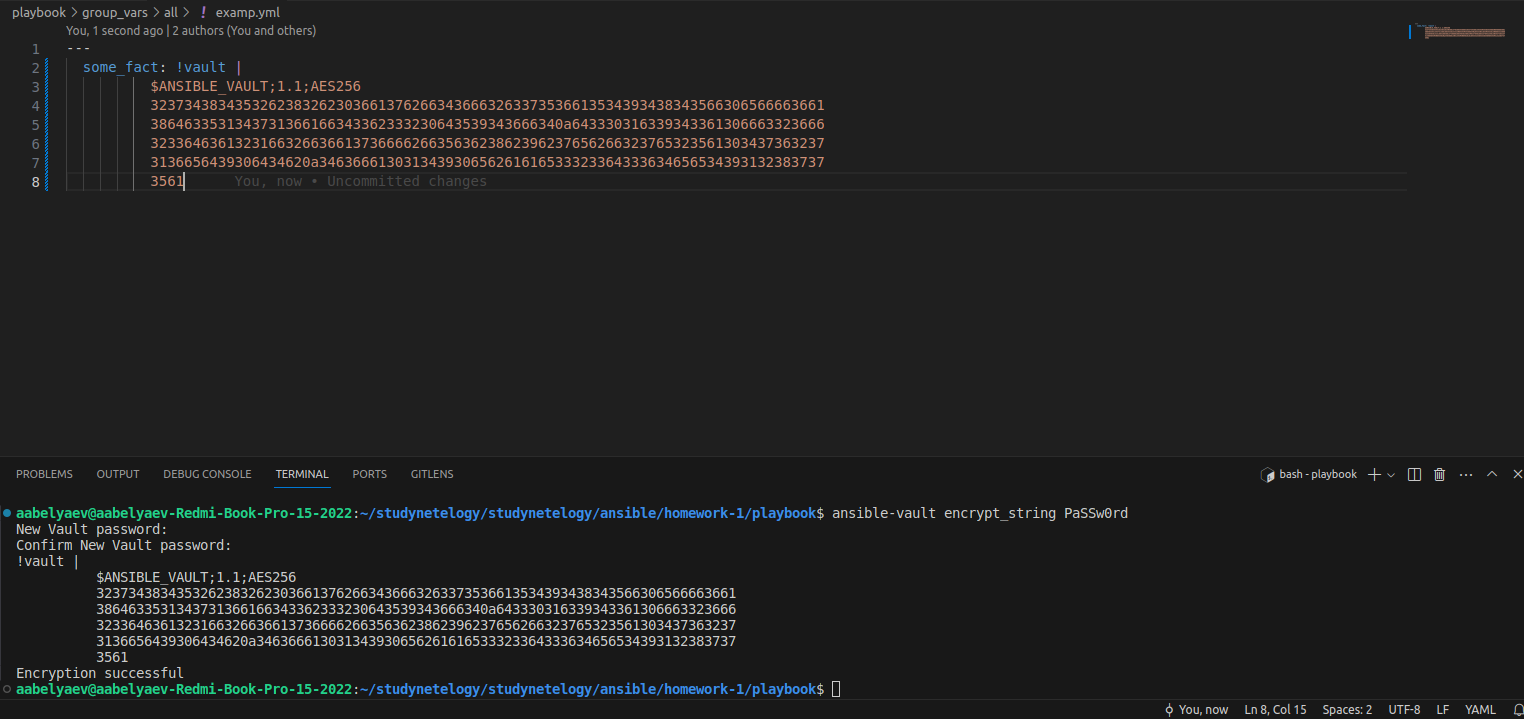 playbook > group_vars > all > ! examp.yml
You, 1 second ago | 2 authors (You and others)
1 ---
2 some_fact: !vault |
3 $ANSIBLE_VAULT;1.1;AES256
4 32373438343532623832623036613762663436663263373536613534393438343566306566663661
5 3864633531343731366166343362333230643539343666340a643330316339343361306663323666
6 32336463613231663266366137366662663563623862396237656266323765323561303437363237
7 3136656439306434620a346366613031343930656261616533323364333634656534393132383737
8 3561 You, now • Uncommitted changes
PROBLEMS OUTPUT DEBUG CONSOLE TERMINAL PORTS GITLENS bash - playbook
aabelyaev@aabelyaev-Redmi-Book-Pro-15-2022:~/studynetelogy/studynetelogy/ansible/homework-1/playbook$ ansible-vault encrypt_string PaSSw0rd
New Vault password:
Confirm New Vault password:
!vault |
$ANSIBLE_VAULT;1.1;AES256
32373438343532623832623036613762663436663263373536613534393438343566306566663661
3864633531343731366166343362333230643539343666340a643330316339343361306663323666
32336463613231663266366137366662663563623862396237656266323765323561303437363237
3136656439306434620a346366613031343930656261616533323364333634656534393132383737
3561
Encryption successful
aabelyaev@aabelyaev-Redmi-Book-Pro-15-2022:~/studynetelogy/studynetelogy/ansible/homework-1/playbook$
You, now Ln 8, Col 15 Spaces: 2 UTF-8 LF YAML